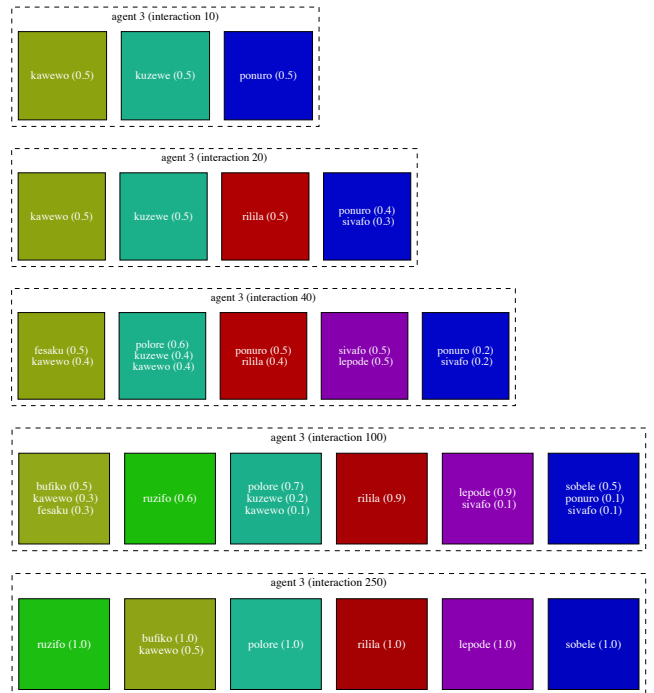 agent 3 (interaction 10)
kawewo (0.5)
kuzewe (0.5)
ponuro (0.5)
agent 3 (interaction 20)
kawewo (0.5)
kuzewe (0.5)
rilila (0.5)
ponuro (0.4)
sivafo (0.3)
agent 3 (interaction 40)
fesaku (0.5)
kawewo (0.4)
polore (0.6)
kuzewe (0.4)
kawewo (0.4)
ponuro (0.5)
rilila (0.4)
sivafo (0.5)
lepode (0.5)
ponuro (0.2)
sivafo (0.2)
agent 3 (interaction 100)
bufiko (0.5)
kawewo (0.3)
fesaku (0.3)
ruzifo (0.6)
polore (0.7)
kuzewe (0.2)
kawewo (0.1)
rilila (0.9)
lepode (0.9)
sivafo (0.1)
sobele (0.5)
ponuro (0.1)
sivafo (0.1)
agent 3 (interaction 250)
ruzifo (1.0)
bufiko (1.0)
kawewo (0.5)
polore (1.0)
rilila (1.0)
lepode (1.0)
sobele (1.0)